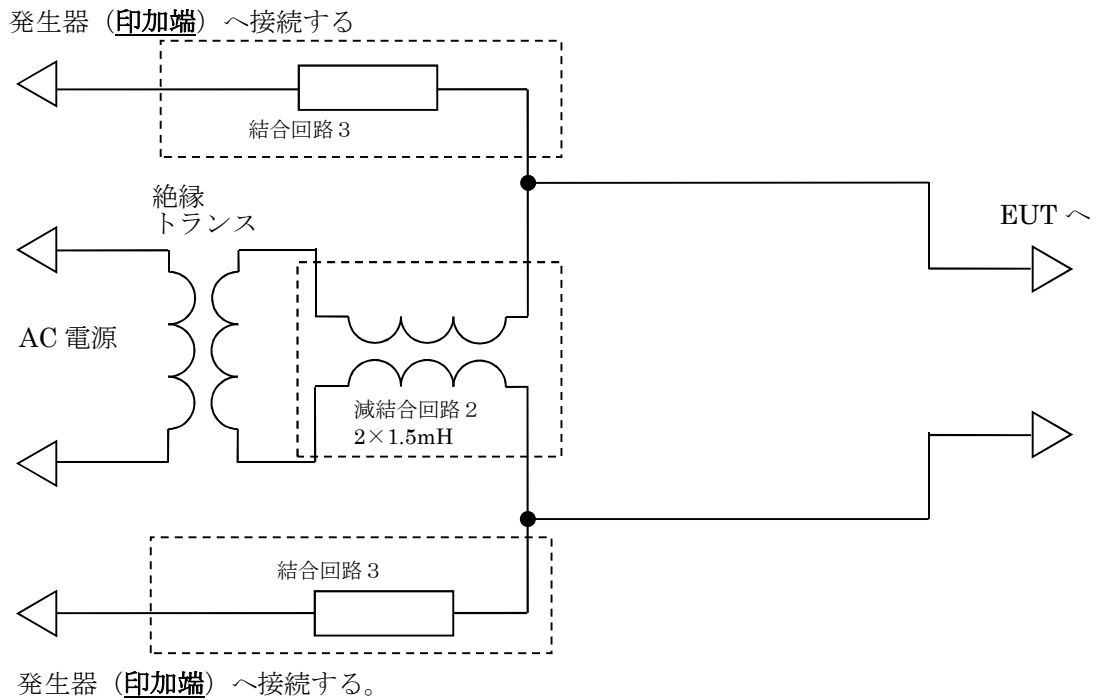 発生器（印加端）へ接続する
結合回路３
絶縁
トランス
EUT へ
AC 電源
減結合回路２
2×1.5mH
結合回路３
発生器（印加端）へ接続する。